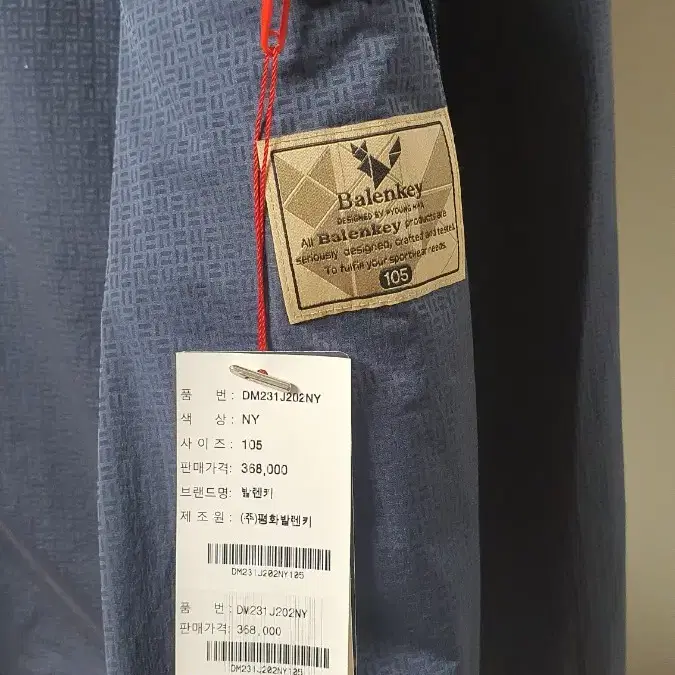 Balenkey
DESIGNED BY PYOUNG HWA
All Balenkey products are
seriously designed, crafted and tested.
To fulfill your sportwear needs.
105
품 번 : DM231J202NY
색 상 : NY
사 이 즈 : 105
판매가격: 368,000
브랜드명: 발렌키
제 조 원 : (주)평화발렌키
DM231J202NY105
품 번 : DM231J202NY
판매가격: 368,000
DM231J202NY105